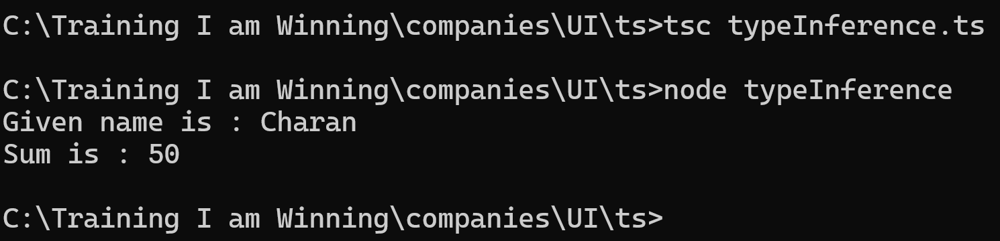 C:\Training I am Winning\companies\UI\ts>tsc typeInference.ts
C:\Training I am Winning\companies\UI\ts>node typeInference
Given name is : Charan
Sum is : 50
C:\Training I am Winning\companies\UI\ts>